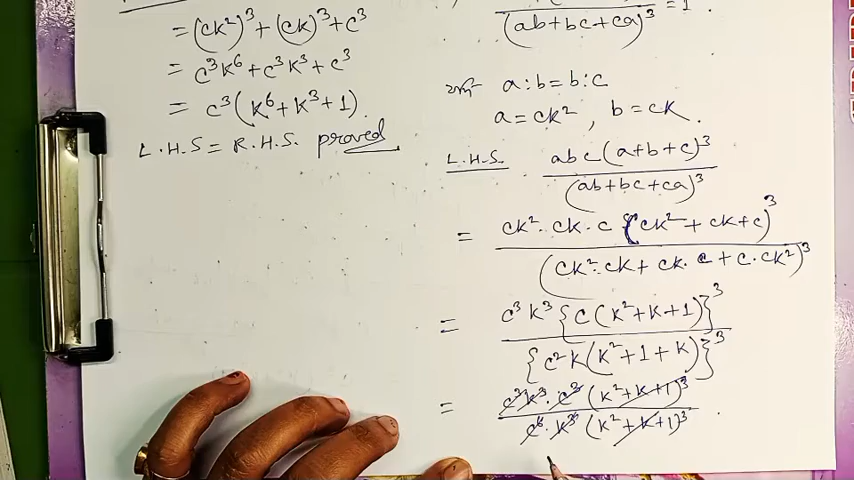 = (ck²)³ + (ck)³ + c³
= c³k⁶ + c³k³ + c³
= c³(k⁶ + k³ + 1).
L.H.S = R.H.S. proved
(ab+bc+ca)³ = 1.
a:b = b:c
a = ck², b = ck.
L.H.S. abc(a+b+c)³
(ab+bc+ca)³
= ck². ck. c (ck² + ck + c)³
(ck². ck + ck. c + c. ck²)³
= c³k³{c(k²+k+1)}³
{c²k(k²+1+k)}³
= c³k³. c³ (k²+k+1)³
c⁶. k³ (k²+k+1)³